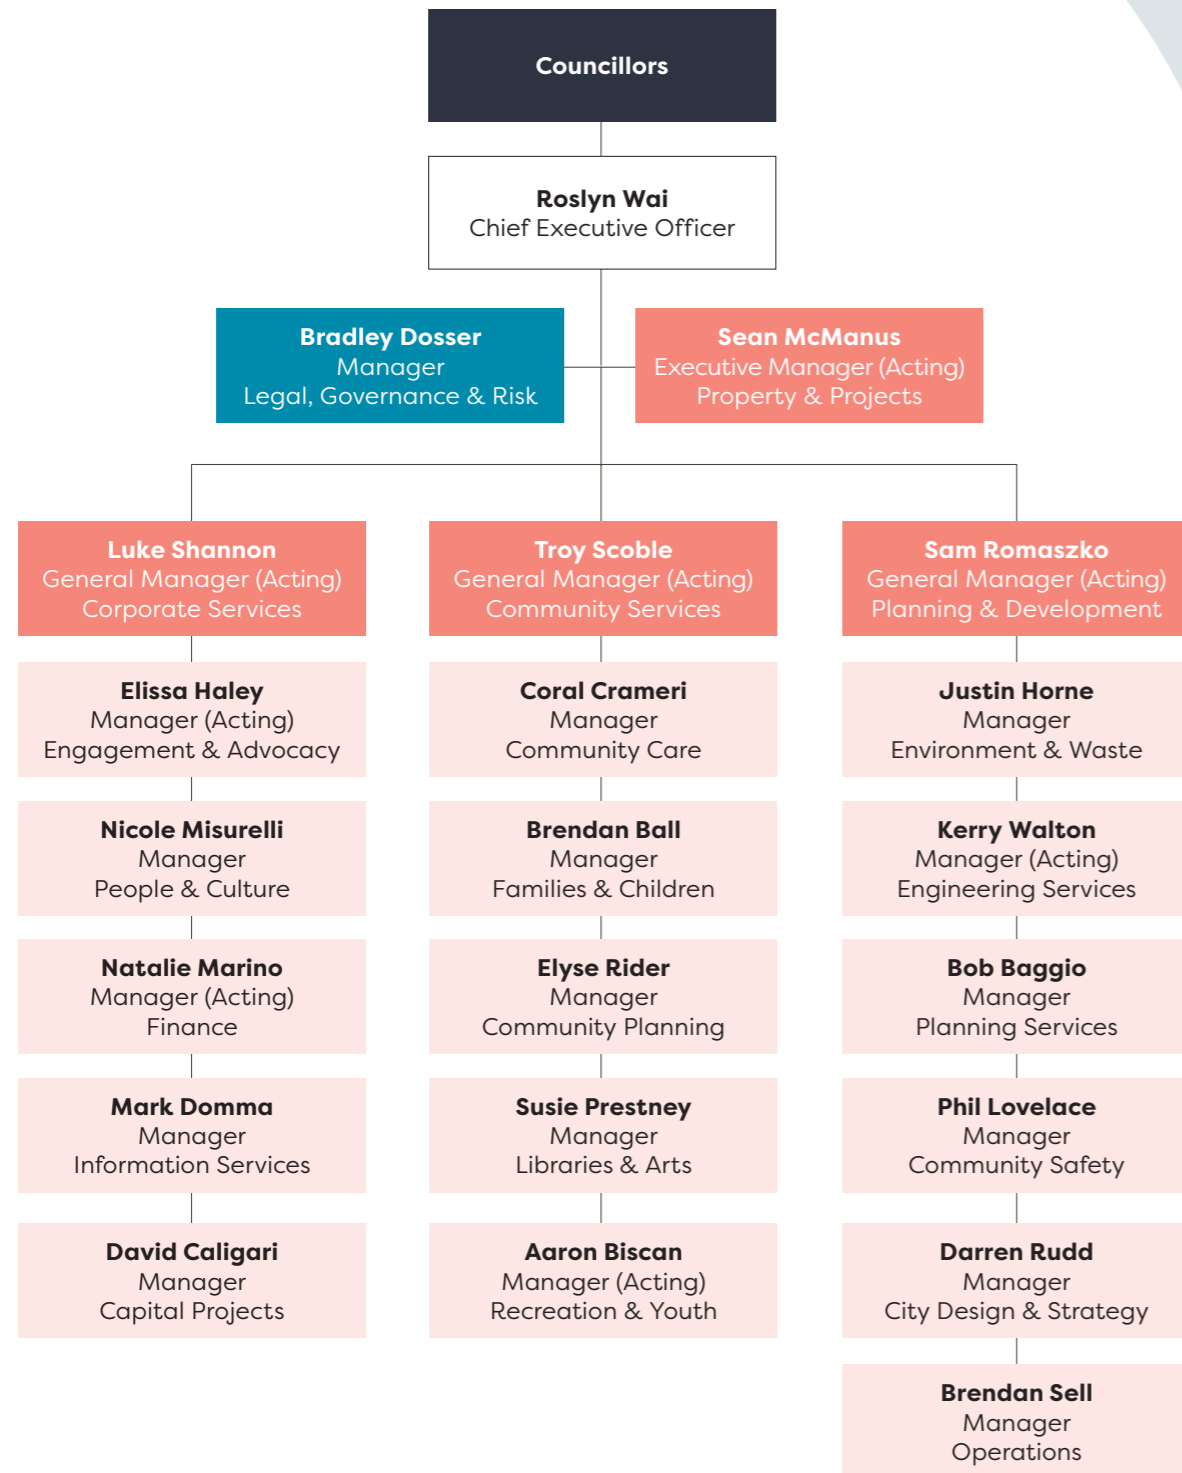 Councillors
Roslyn Wai
Chief Executive Officer
Bradley Dosser
Manager
Legal, Governance & Risk
Sean McManus
Executive Manager (Acting)
Property & Projects
Luke Shannon
General Manager (Acting)
Corporate Services
Elissa Haley
Manager (Acting)
Engagement & Advocacy
Nicole Misurelli
Manager
People & Culture
Natalie Marino
Manager (Acting)
Finance
Mark Domma
Manager
Information Services
David Caligari
Manager
Capital Projects
Troy Scoble
General Manager (Acting)
Community Services
Coral Crameri
Manager
Community Care
Brendan Ball
Manager
Families & Children
Elyse Rider
Manager
Community Planning
Susie Prestney
Manager
Libraries & Arts
Aaron Biscan
Manager (Acting)
Recreation & Youth
Sam Romaszko
General Manager (Acting)
Planning & Development
Justin Horne
Manager
Environment & Waste
Kerry Walton
Manager (Acting)
Engineering Services
Bob Baggio
Manager
Planning Services
Phil Lovelace
Manager
Community Safety
Darren Rudd
Manager
City Design & Strategy
Brendan Sell
Manager
Operations